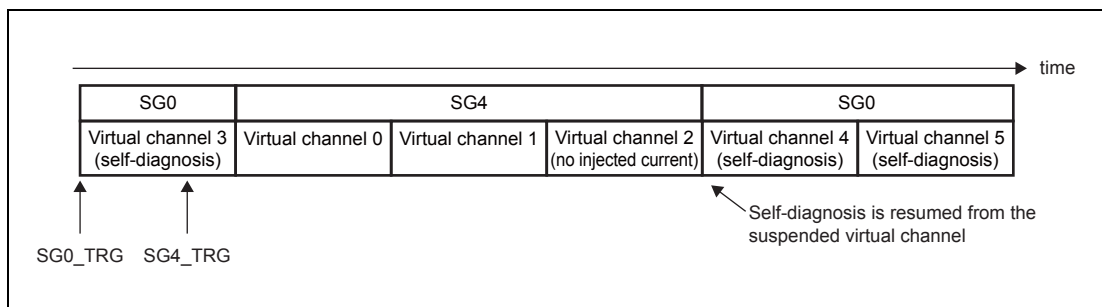 time
SG0 SG4 SG0
Virtual channel 3 Virtual channel 0 Virtual channel 1 Virtual channel 2 Virtual channel 4 Virtual channel 5
(self-diagnosis) (no injected current) (self-diagnosis) (self-diagnosis)
Self-diagnosis is resumed from the
suspended virtual channel
SG0_TRG SG4_TRG